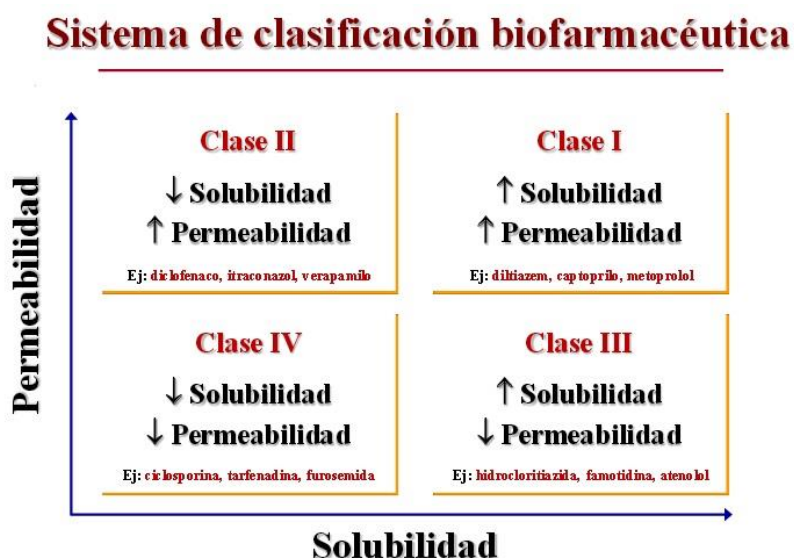 Sistema de clasificación biofarmacéutica
Permeabilidad
Clase II
↓ Solubilidad
↑ Permeabilidad
Ej: diclofenaco, itraconazol, verapamilo
Clase I
↑ Solubilidad
↑ Permeabilidad
Ej: diltiazem, captoprilo, metoprolol
Clase IV
↓ Solubilidad
↓ Permeabilidad
Ej: ciclosporina, tarfenadina, furosemida
Clase III
↑ Solubilidad
↓ Permeabilidad
Ej: hidrocloritiazida, famotidina, atenolol
Solubilidad